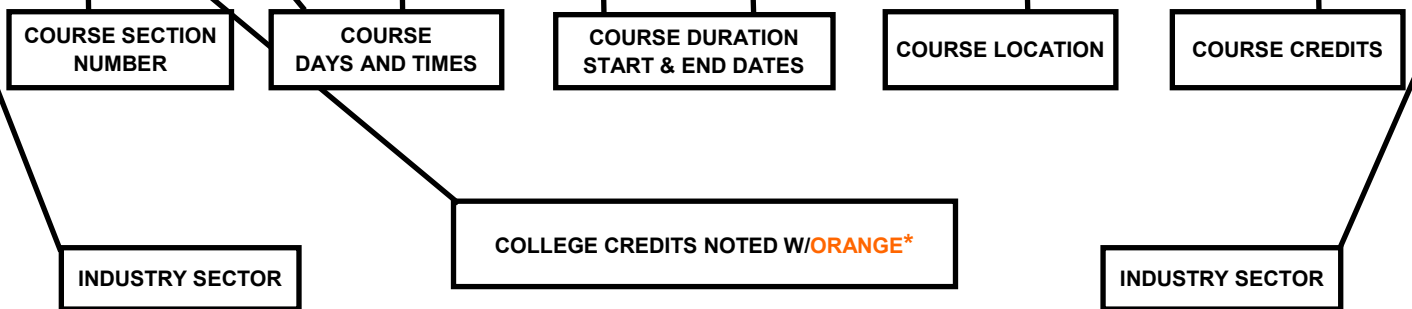 COURSE SECTION
NUMBER
COURSE
DAYS AND TIMES
COURSE DURATION
START & END DATES
COURSE LOCATION
COURSE CREDITS
COLLEGE CREDITS NOTED W/ORANGE*
INDUSTRY SECTOR
INDUSTRY SECTOR